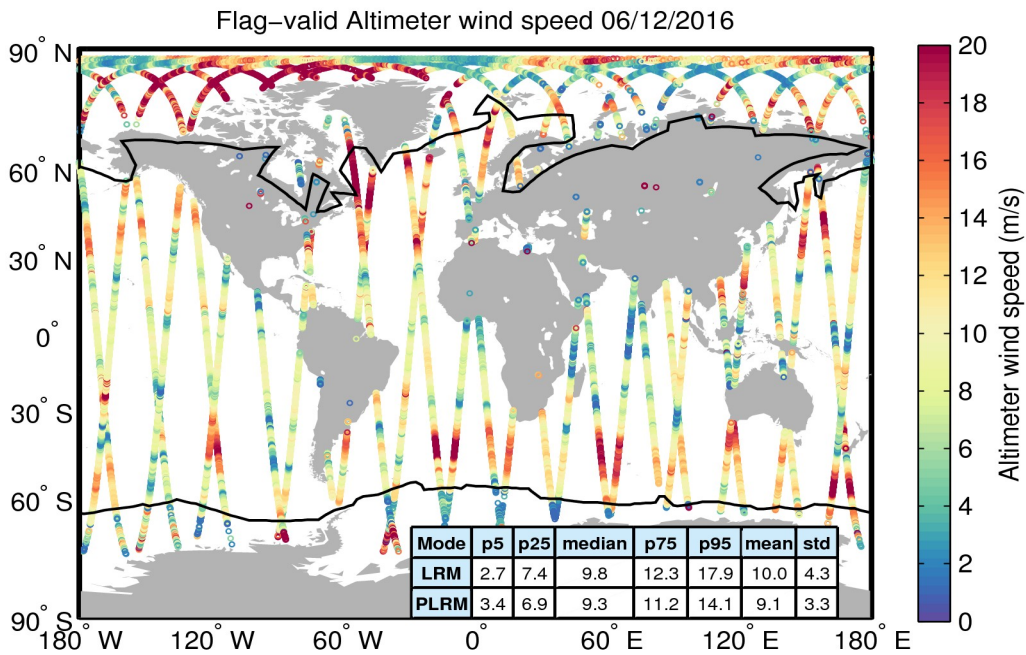 Flag−valid Altimeter wind speed 06/12/2016
90° N
60° N
30° N
0°
30° S
60° S
90° S
180° W
120° W
60° W
0°
60° E
120° E
180° E
Mode p5 p25 median p75 p95 mean std
LRM 2.7 7.4 9.8 12.3 17.9 10.0 4.3
PLRM 3.4 6.9 9.3 11.2 14.1 9.1 3.3
20
18
16
14
12
10
8
6
4
2
0
Altimeter wind speed (m/s)